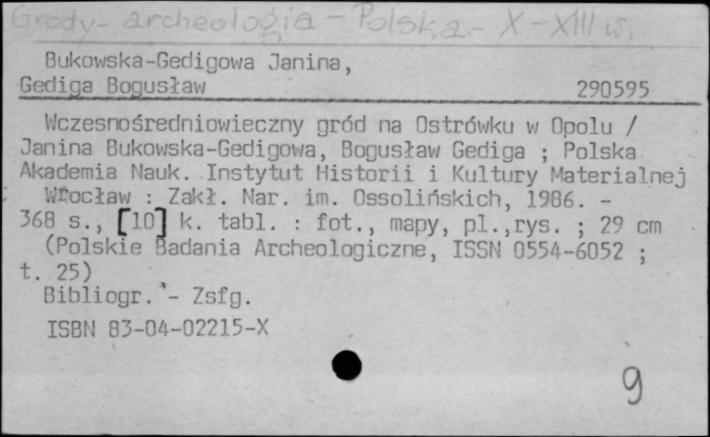 Grody - archeologia - Polska - X - XIII w.
Bukowska-Gedigowa Janina,
Gediga Bogusław 290595
Wczesnośredniowieczny gród na Ostrówku w Opolu /
Janina Bukowska-Gedigowa, Bogusław Gediga ; Polska
Akademia Nauk. Instytut Historii i Kultury Materialnej
Wrocław : Zakł. Nar. im. Ossolińskich, 1986. -
368 s., [10] k. tabl. : fot., mapy, pl.,rys. ; 29 cm
(Polskie Badania Archeologiczne, ISSN 0554-6052 ;
t. 25)
Bibliogr. - Zsfg.
ISBN 83-04-02215-X
9